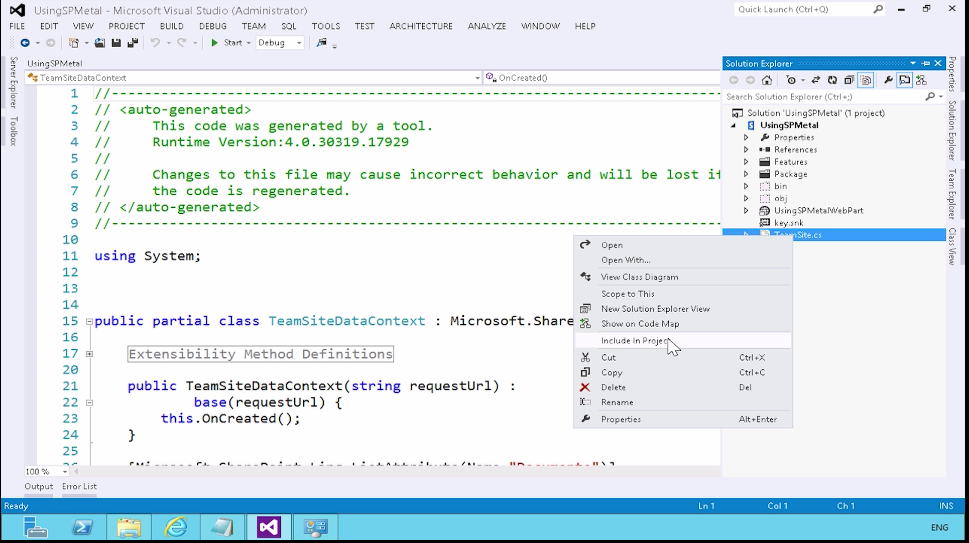 UsingSPMetal - Microsoft Visual Studio (Administrator)
Quick Launch (Ctrl+Q)
FILE EDIT VIEW PROJECT BUILD DEBUG TEAM SQL TOOLS TEST ARCHITECTURE ANALYZE WINDOW HELP
Start Debug
Server Explorer
Toolbox
UsingSPMetal
TeamSiteDataContext
OnCreated()
1 //
2 // <auto-generated>
3 // This code was generated by a tool.
4 // Runtime Version:4.0.30319.17929
5 //
6 // Changes to this file may cause incorrect behavior and will be lost if
7 // the code is regenerated.
8 // </auto-generated>
9 //
10
11 using System;
12
13
14
15 public partial class TeamSiteDataContext : Microsoft.Share
16
17 Extensibility Method Definitions
20
21 public TeamSiteDataContext(string requestUrl) :
22 base(requestUrl) {
23 this.OnCreated();
24 }
25
100 %
Output Error List
Solution Explorer
Search Solution Explorer (Ctrl+;)
Solution 'UsingSPMetal' (1 project)
UsingSPMetal
Properties
References
Features
Package
bin
obj
UsingSPMetalWebPart
key.snk
TeamSite.cs
Properties
Solution Explorer
Team Explorer
Class View
Open
Open With...
View Class Diagram
Scope to This
New Solution Explorer View
Show on Code Map
Include In Project
Cut Ctrl+X
Copy Ctrl+C
Delete Del
Rename
Properties Alt+Enter
Ready Ln 1 Col 1 Ch 1 INS
ENG